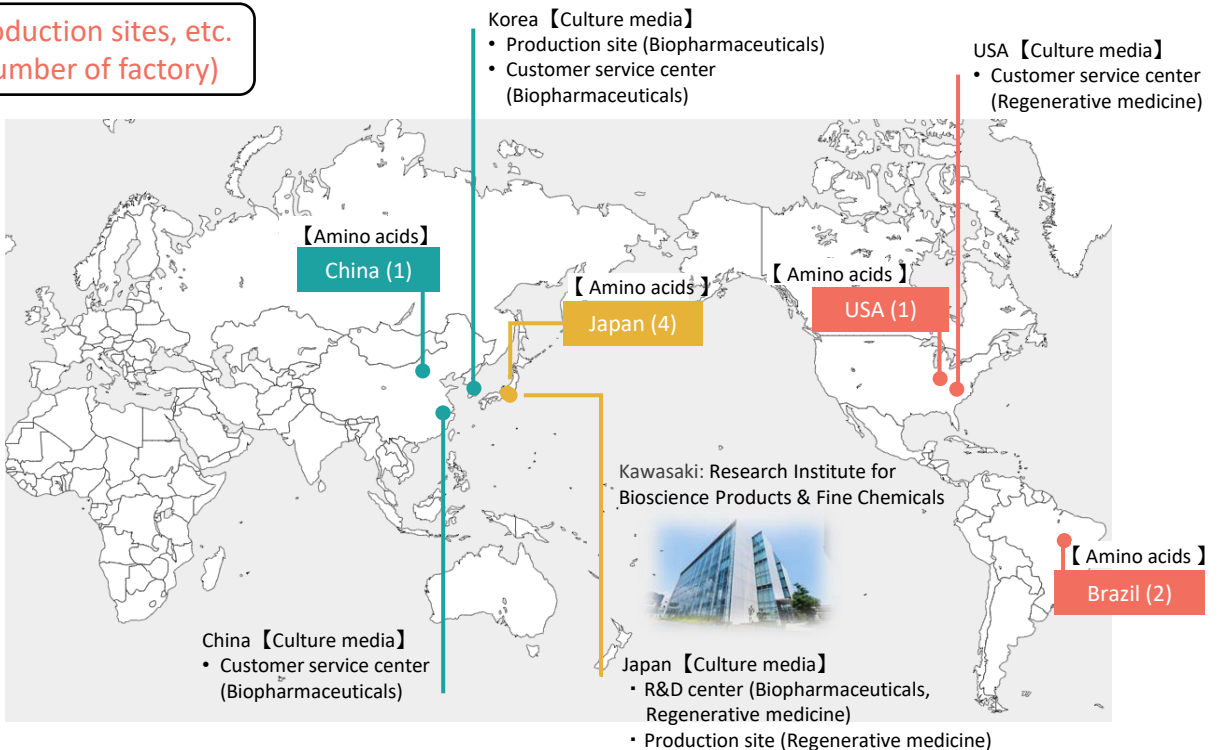 oduction sites, etc.
umber of factory)
Korea【Culture media】
• Production site (Biopharmaceuticals)
• Customer service center
(Biopharmaceuticals)
USA【Culture media】
• Customer service center
(Regenerative medicine)
【Amino acids】
China (1)
【 Amino acids 】
Japan (4)
【 Amino acids 】
USA (1)
Kawasaki: Research Institute for
Bioscience Products & Fine Chemicals
【 Amino acids 】
Brazil (2)
China【Culture media】
• Customer service center
(Biopharmaceuticals)
Japan【Culture media】
・R&D center (Biopharmaceuticals,
Regenerative medicine)
・Production site (Regenerative medicine)